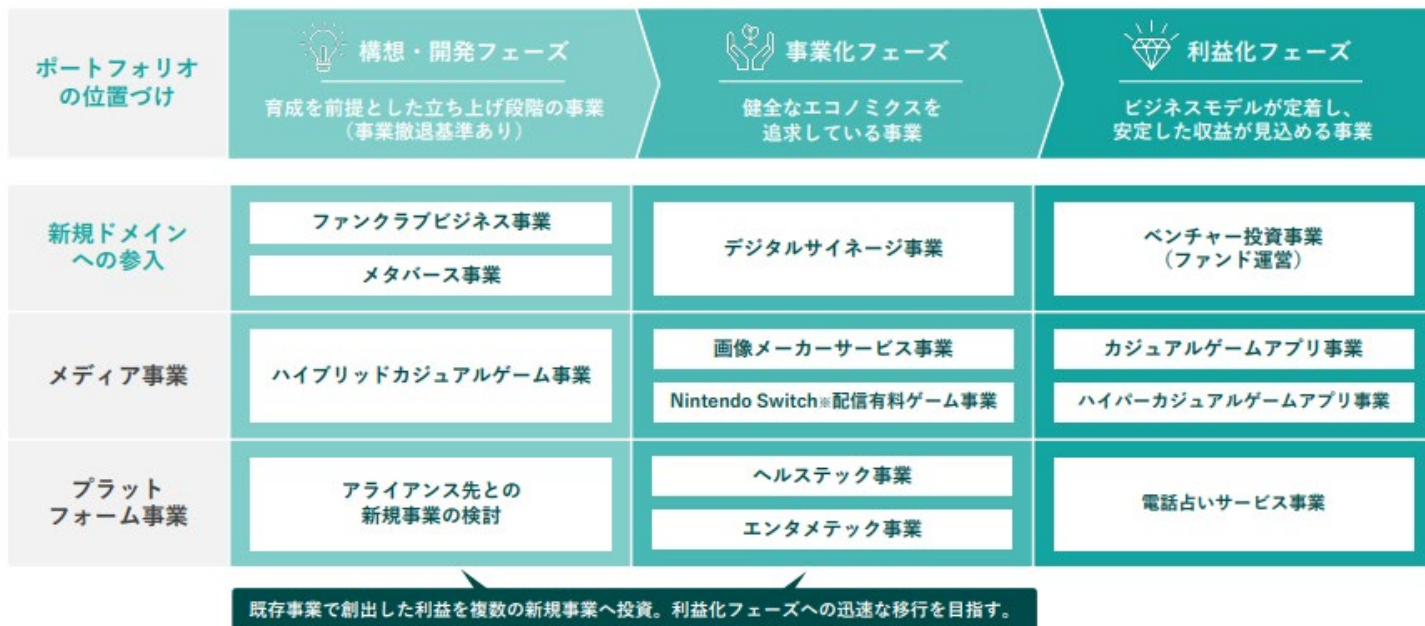 ポートフォリオ
の位置づけ
構想・開発フェーズ
育成を前提とした立ち上げ段階の事業
（事業撤退基準あり）
事業化フェーズ
健全なエコノミクスを
追求している事業
利益化フェーズ
ビジネスモデルが定着し、
安定した収益が見込める事業
新規ドメイン
への参入
ファンクラブビジネス事業
メタバース事業
デジタルサイネージ事業
ベンチャー投資事業
（ファンド運営）
メディア事業
ハイブリッドカジュアルゲーム事業
画像メーカーサービス事業
Nintendo Switch※配信有料ゲーム事業
カジュアルゲームアプリ事業
ハイパーカジュアルゲームアプリ事業
プラット
フォーム事業
アライアンス先との
新規事業の検討
ヘルステック事業
エンタメテック事業
電話占いサービス事業
既存事業で創出した利益を複数の新規事業へ投資。利益化フェーズへの迅速な移行を目指す。